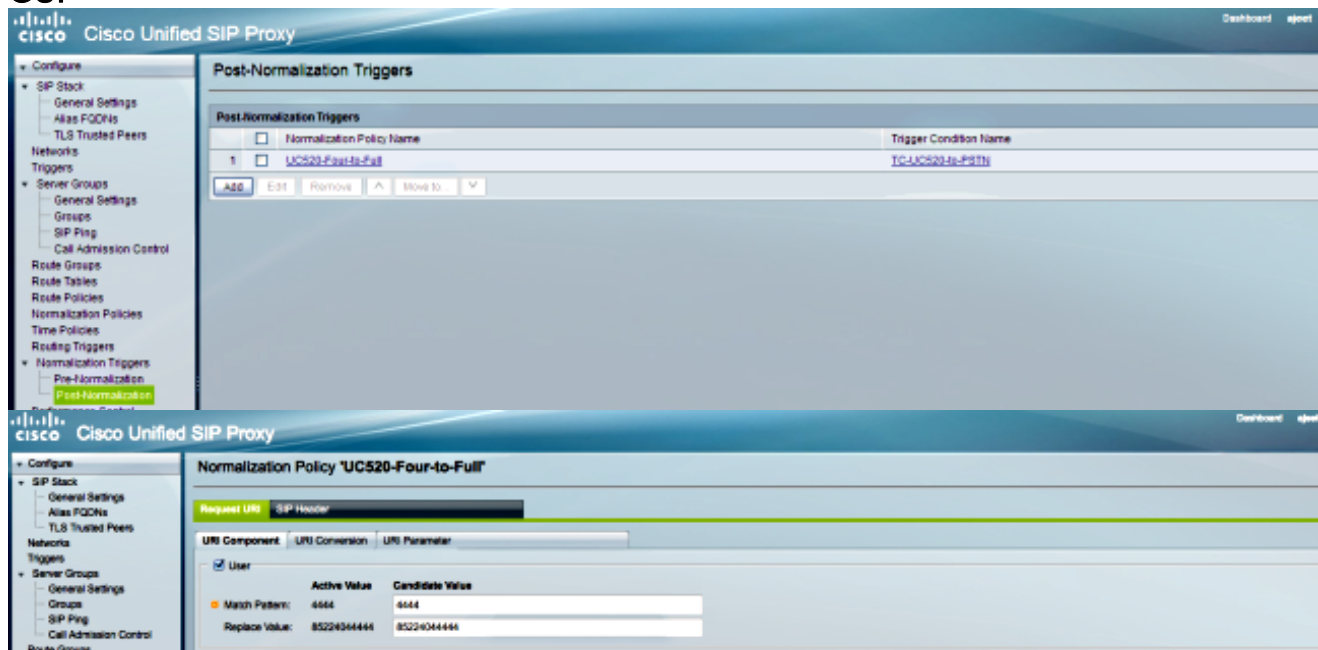 cisco Cisco Unified SIP Proxy
Dashboard ajeet
Configure
SIP Stack
General Settings
Alias FQDNs
TLS Trusted Peers
Networks
Triggers
Server Groups
General Settings
Groups
SIP Ping
Call Admission Control
Route Groups
Route Tables
Route Policies
Normalization Policies
Time Policies
Routing Triggers
Normalization Triggers
Pre-Normalization
Post-Normalization
Post-Normalization Triggers
Post-Normalization Triggers
Normalization Policy Name Trigger Condition Name
1 UC520-Four-to-Full TC-UC520-to-PSTN
Add Edit Remove Move to...
cisco Cisco Unified SIP Proxy
Dashboard ajeet
Configure
SIP Stack
General Settings
Alias FQDNs
TLS Trusted Peers
Networks
Triggers
Server Groups
General Settings
Groups
SIP Ping
Call Admission Control
Route Groups
Normalization Policy 'UC520-Four-to-Full'
Request URI SIP Header
URI Component URI Conversion URI Parameter
User
Active Value Candidate Value
Match Pattern: 4444 4444
Replace Value: 85224044444 85224044444